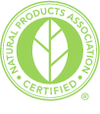 NATURAL PRODUCTS ASSOCIATION
• CERTIFIED •
®